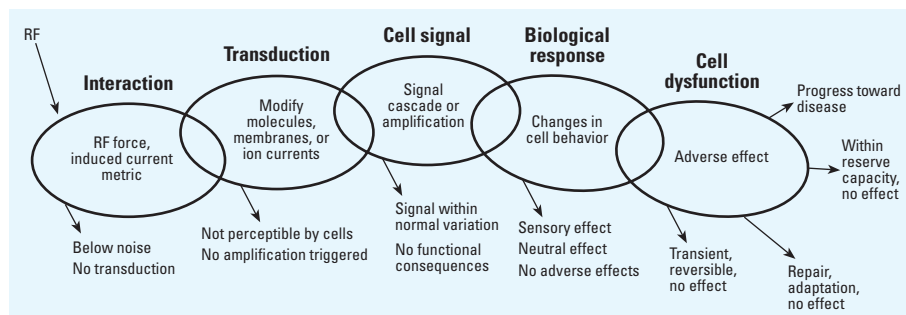 RF
Interaction
RF force,
induced current
metric
Below noise
No transduction
Transduction
Modify
molecules,
membranes, or
ion currents
Not perceptible by cells
No amplification triggered
Cell signal
Signal
cascade or
amplification
Signal within
normal variation
No functional
consequences
Biological
response
Changes in
cell behavior
Sensory effect
Neutral effect
No adverse effects
Cell
dysfunction
Adverse effect
Progress toward
disease
Within
reserve
capacity,
no effect
Transient,
reversible,
no effect
Repair,
adaptation,
no effect